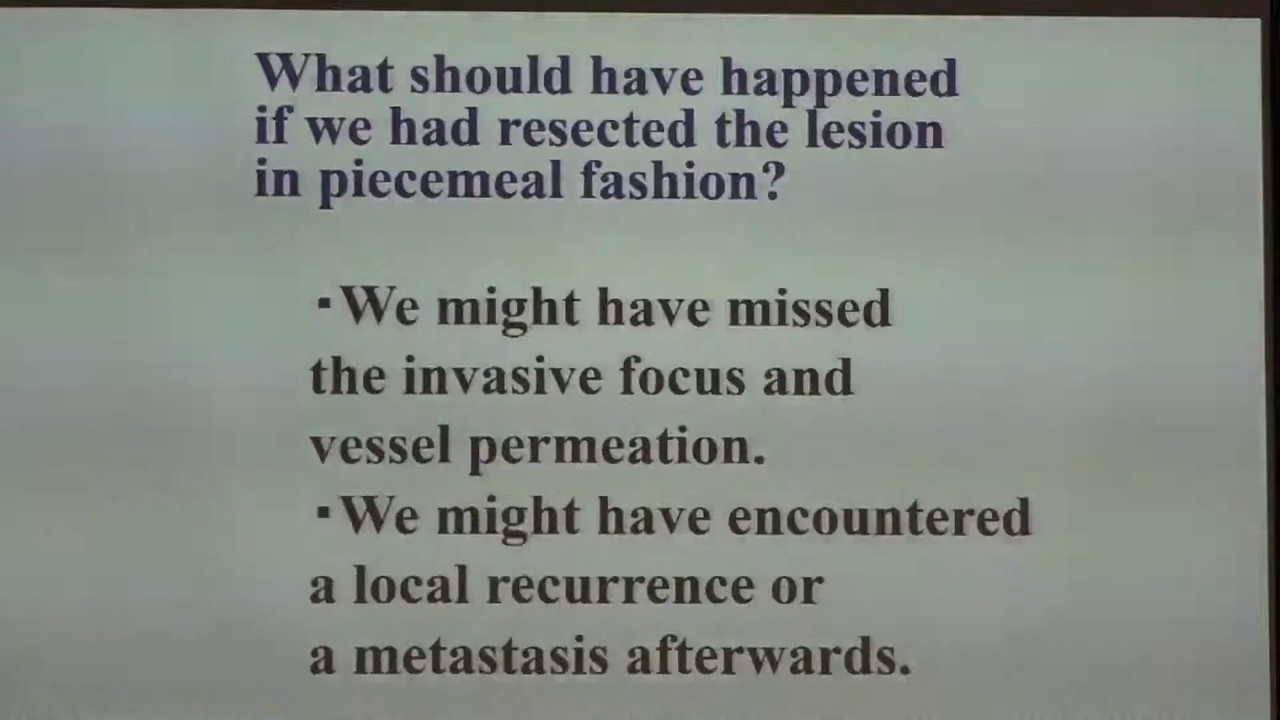 What should have happened
if we had resected the lesion
in piecemeal fashion?
▪We might have missed
the invasive focus and
vessel permeation.
▪We might have encountered
a local recurrence or
a metastasis afterwards.